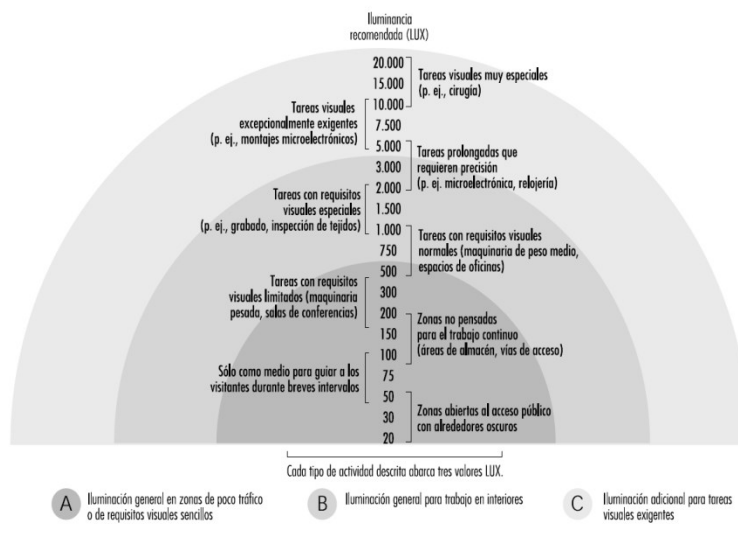 Iluminancia
recomendada (LUX)
20.000
15.000
10.000
7.500
5.000
3.000
2.000
1.500
1.000
750
500
300
200
150
100
75
50
30
20
Tareas visuales muy especiales
(p. ej., cirugía)
Tareas visuales
excepcionalmente exigentes
(p. ej., montajes microelectrónicos)
Tareas prolongadas que
requieren precisión
(p. ej. microelectrónica, relojería)
Tareas con requisitos
visuales especiales
(p. ej., grabado, inspección de tejidos)
Tareas con requisitos visuales
normales (maquinaria de peso medio,
espacios de oficinas)
Tareas con requisitos
visuales limitados (maquinaria
pesada, salas de conferencias)
Zonas no pensadas
para el trabajo continuo
(áreas de almacén, vías de acceso)
Sólo como medio para guiar a los
visitantes durante breves intervalos
Zonas abiertas al acceso público
con alrededores oscuros
Cada tipo de actividad descrita abarca tres valores LUX.
A
Iluminación general en zonas de poco tráfico
o de requisitos visuales sencillos
B
Iluminación general para trabajo en interiores
C
Iluminación adicional para tareas
visuales exigentes